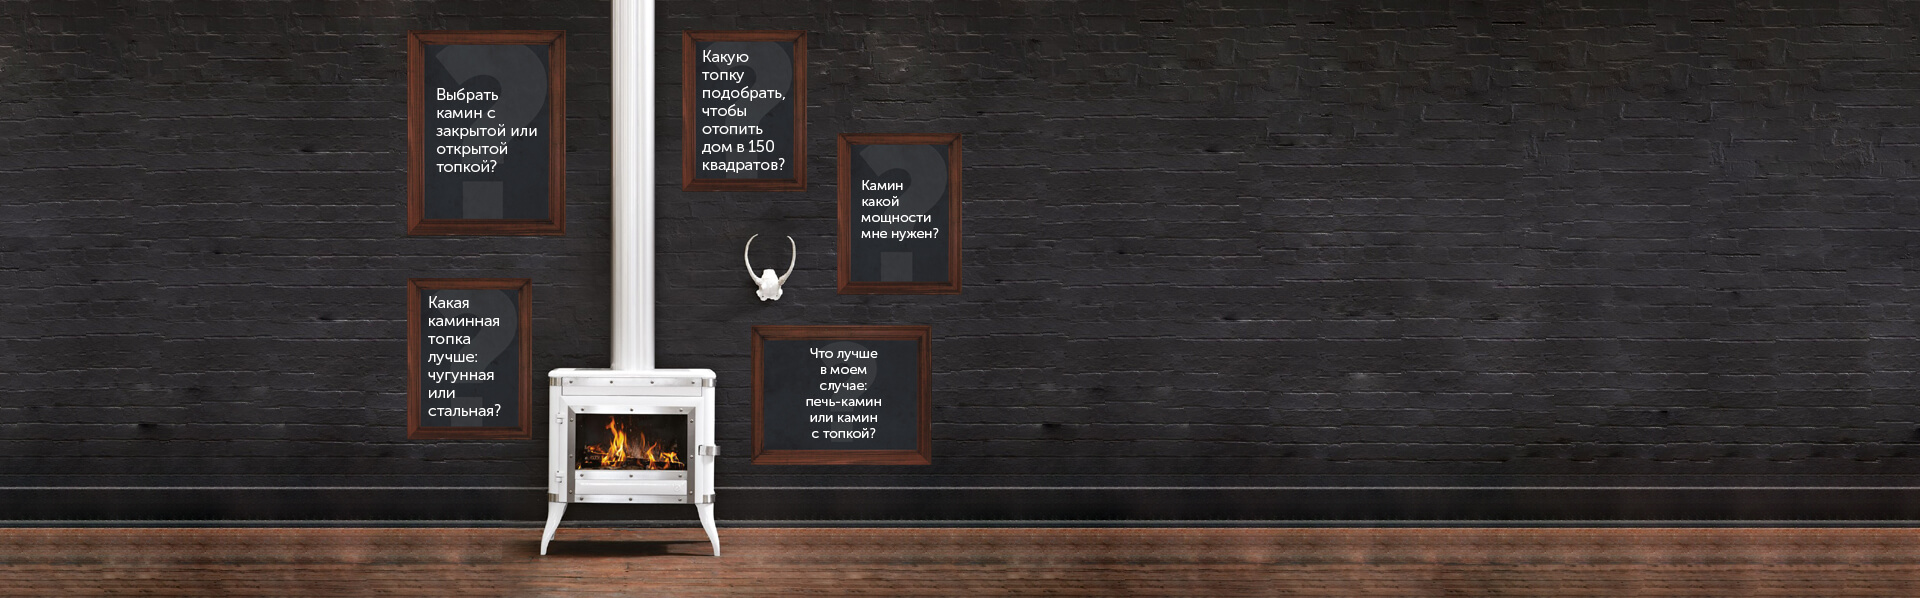 Выбрать
камин с
закрытой или
открытой
топкой?
Какую
топку
подобрать,
чтобы
отопить
дом в 150
квадратов?
Камин
какой
мощности
мне нужен?
Какая
каминная
топка
лучше:
чугунная
или
стальная?
Что лучше
в моем
случае:
печь-камин
или камин
с топкой?